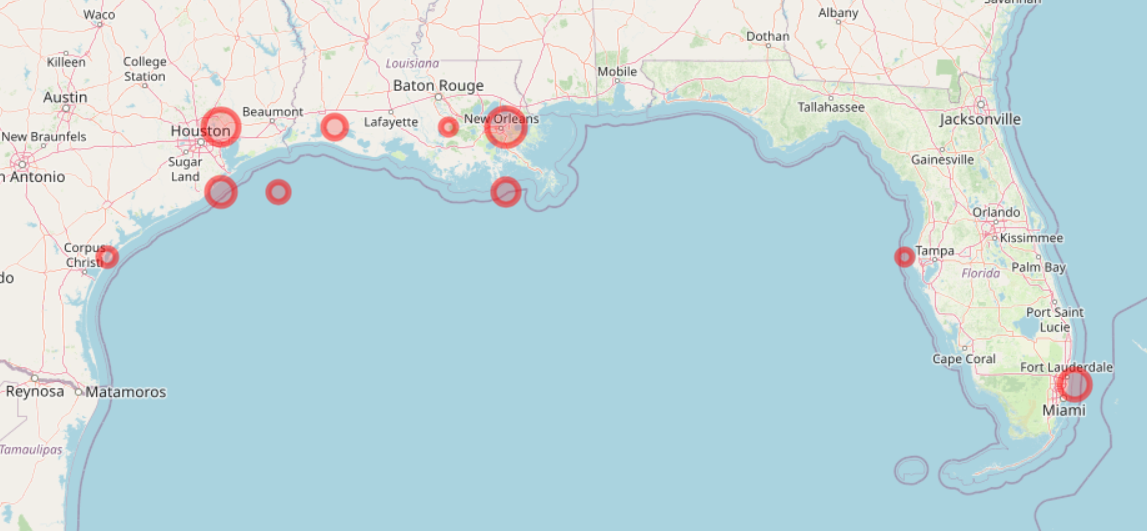 Savannah
Waco
Albany
Dothan
Killeen
College
Station
Louisiana
Mobile
Baton Rouge
Austin
Tallahassee
Beaumont
Lafayette
New Orleans
Jacksonville
Houston
New Braunfels
Sugar
Land
n Antonio
Gainesville
Orlando
Kissimmee
Corpus
Christi
Tampa
Palm Bay
Florida
do
Port Saint
Lucie
Cape Coral
Fort Lauderdale
Reynosa
Matamoros
Miami
Tamaulipas